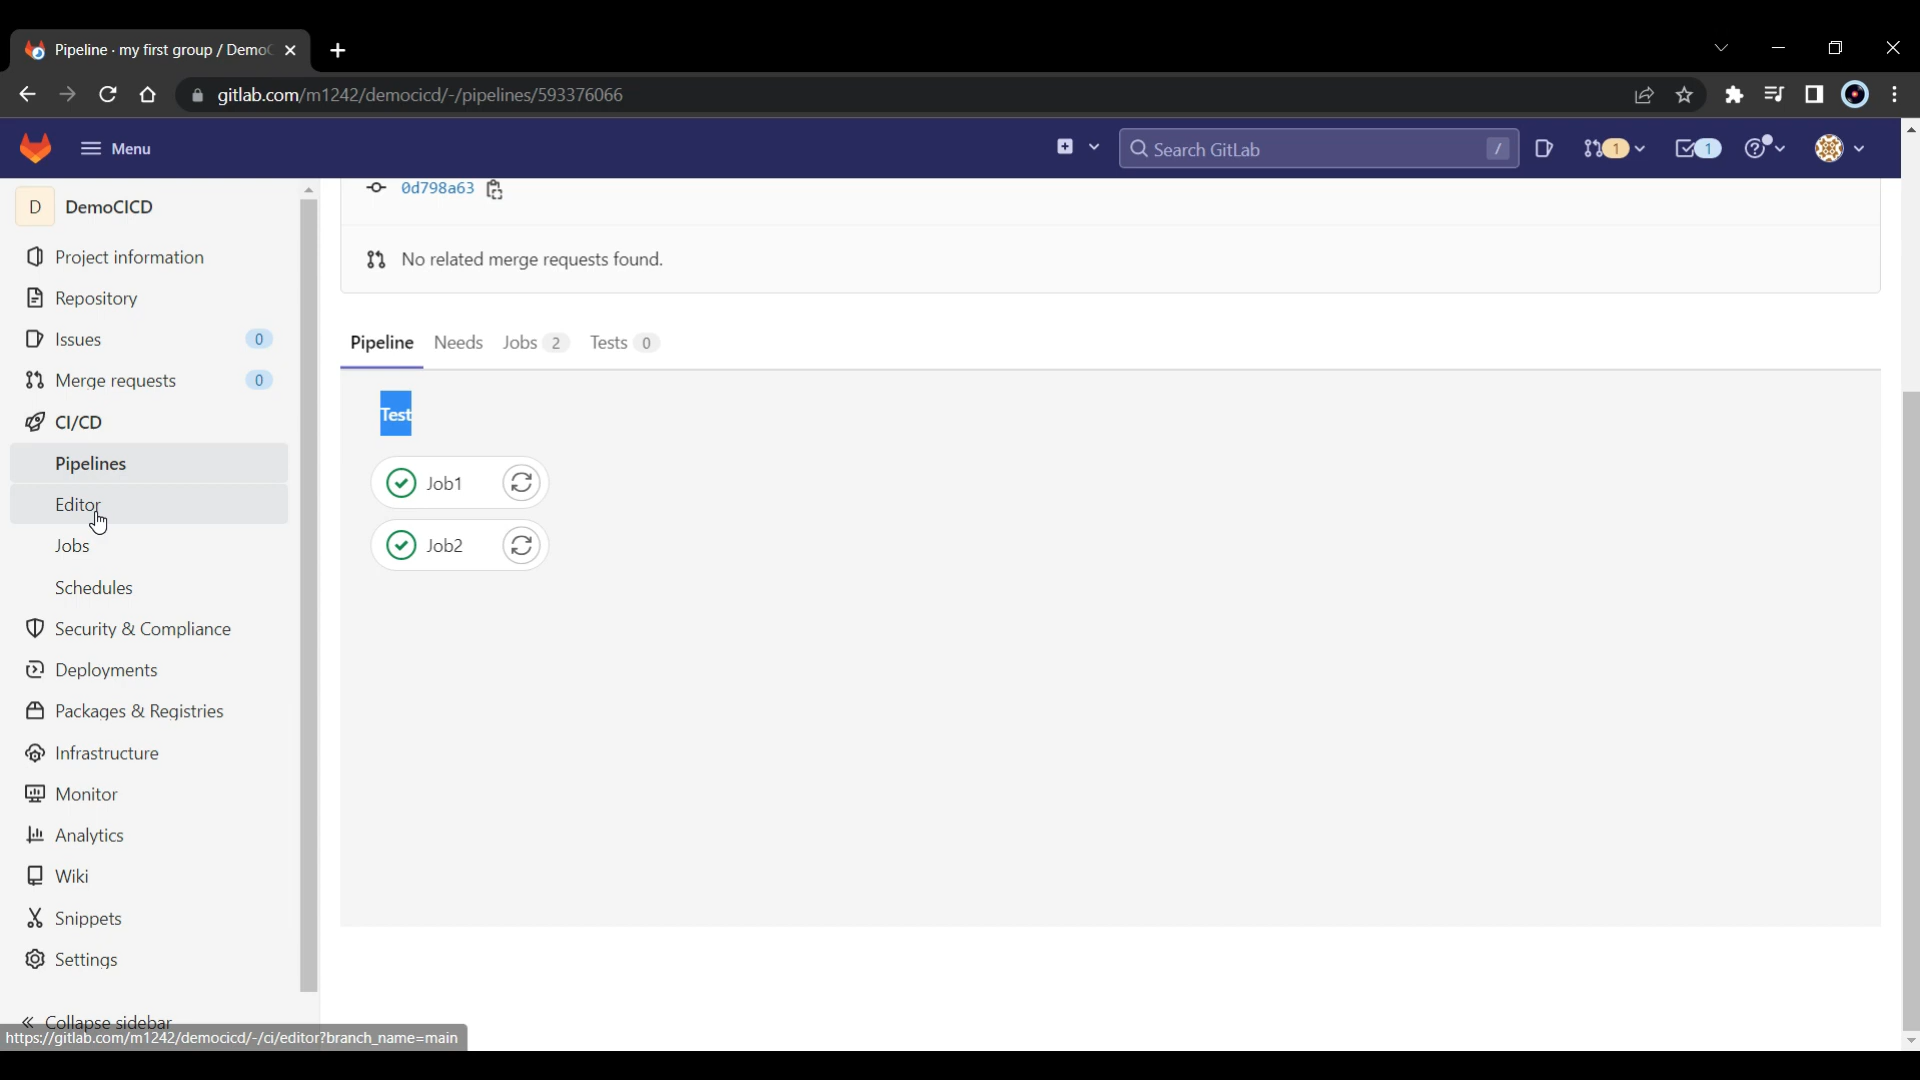 Pipeline · my first group / DemoC
gitlab.com/m1242/democicd/-/pipelines/593376066
Menu
Search GitLab /
1
1
D DemoCICD
0d798a63
Project information
No related merge requests found.
Repository
Issues 0
Pipeline Needs Jobs 2 Tests 0
Merge requests 0
Test
CI/CD
Pipelines
Job1
Editor
Job2
Jobs
Schedules
Security & Compliance
Deployments
Packages & Registries
Infrastructure
Monitor
Analytics
Wiki
Snippets
Settings
Collapse sidebar
https://gitlab.com/m1242/democicd/-/ci/editor?branch_name=main